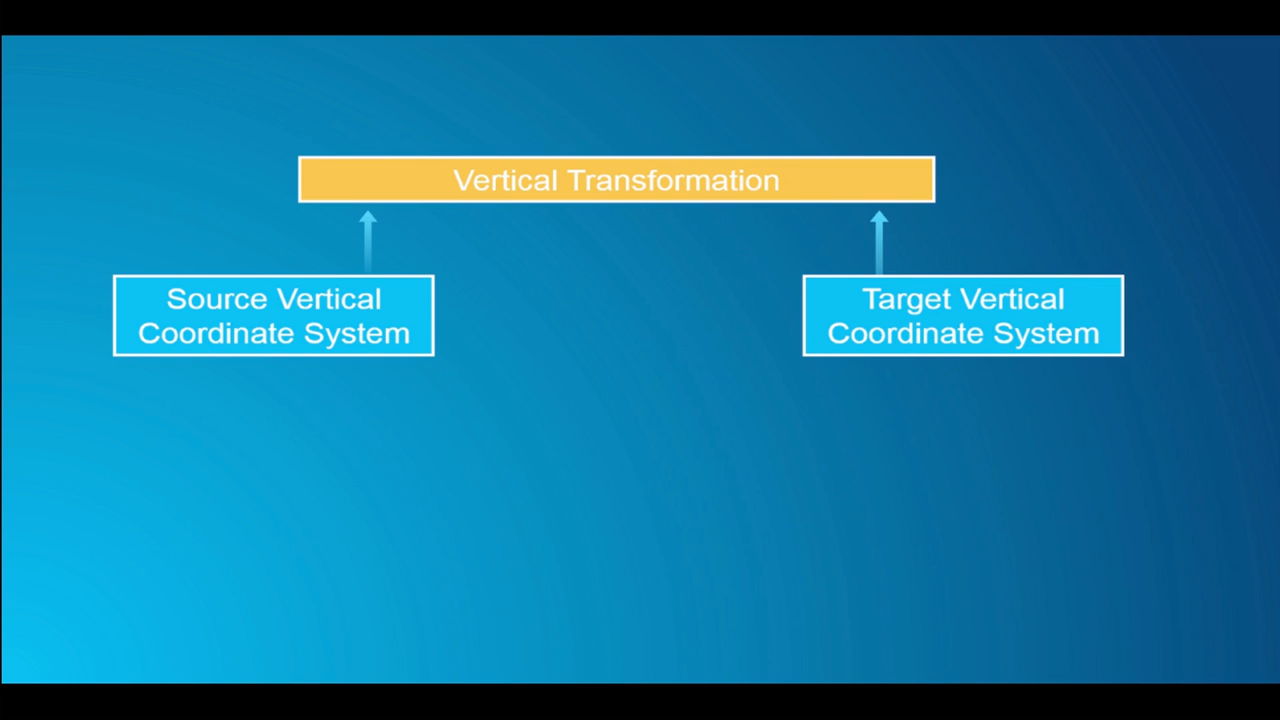 Vertical Transformation
Source Vertical
Coordinate System
Target Vertical
Coordinate System